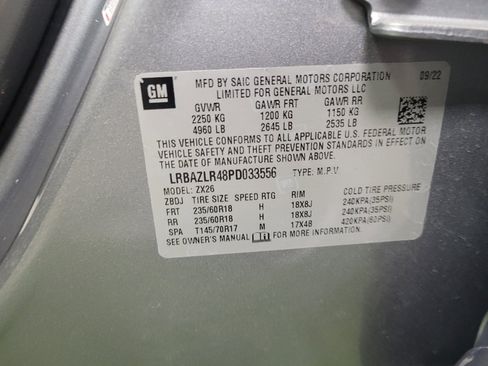 GM
MFD BY SAIC GENERAL MOTORS CORPORATION 09/22
LIMITED FOR GENERAL MOTORS LLC
GVWR GAWR FRT GAWR RR
2250 KG 1200 KG 1150 KG
4960 LB 2645 LB 2535 LB
THIS VEHICLE CONFORMS TO ALL APPLICABLE U.S. FEDERAL MOTOR
VEHICLE SAFETY AND THEFT PREVENTION STANDARDS IN EFFECT ON
THE DATE OF MANUFACTURE SHOWN ABOVE.
LRBAZLR48PD033556 TYPE: M.P.V
MODEL: ZX26
ZBDJ TIRE SIZE SPEED RTG RIM COLD TIRE PRESSURE
FRT 235/60R18 H 18X8J 240KPA(35PSI)
RR 235/60R18 H 18X8J 240KPA(35PSI)
SPA T145/70R17 M 17X4B 420KPA(60PSI)
SEE OWNER'S MANUAL FOR MORE INFORMATION.